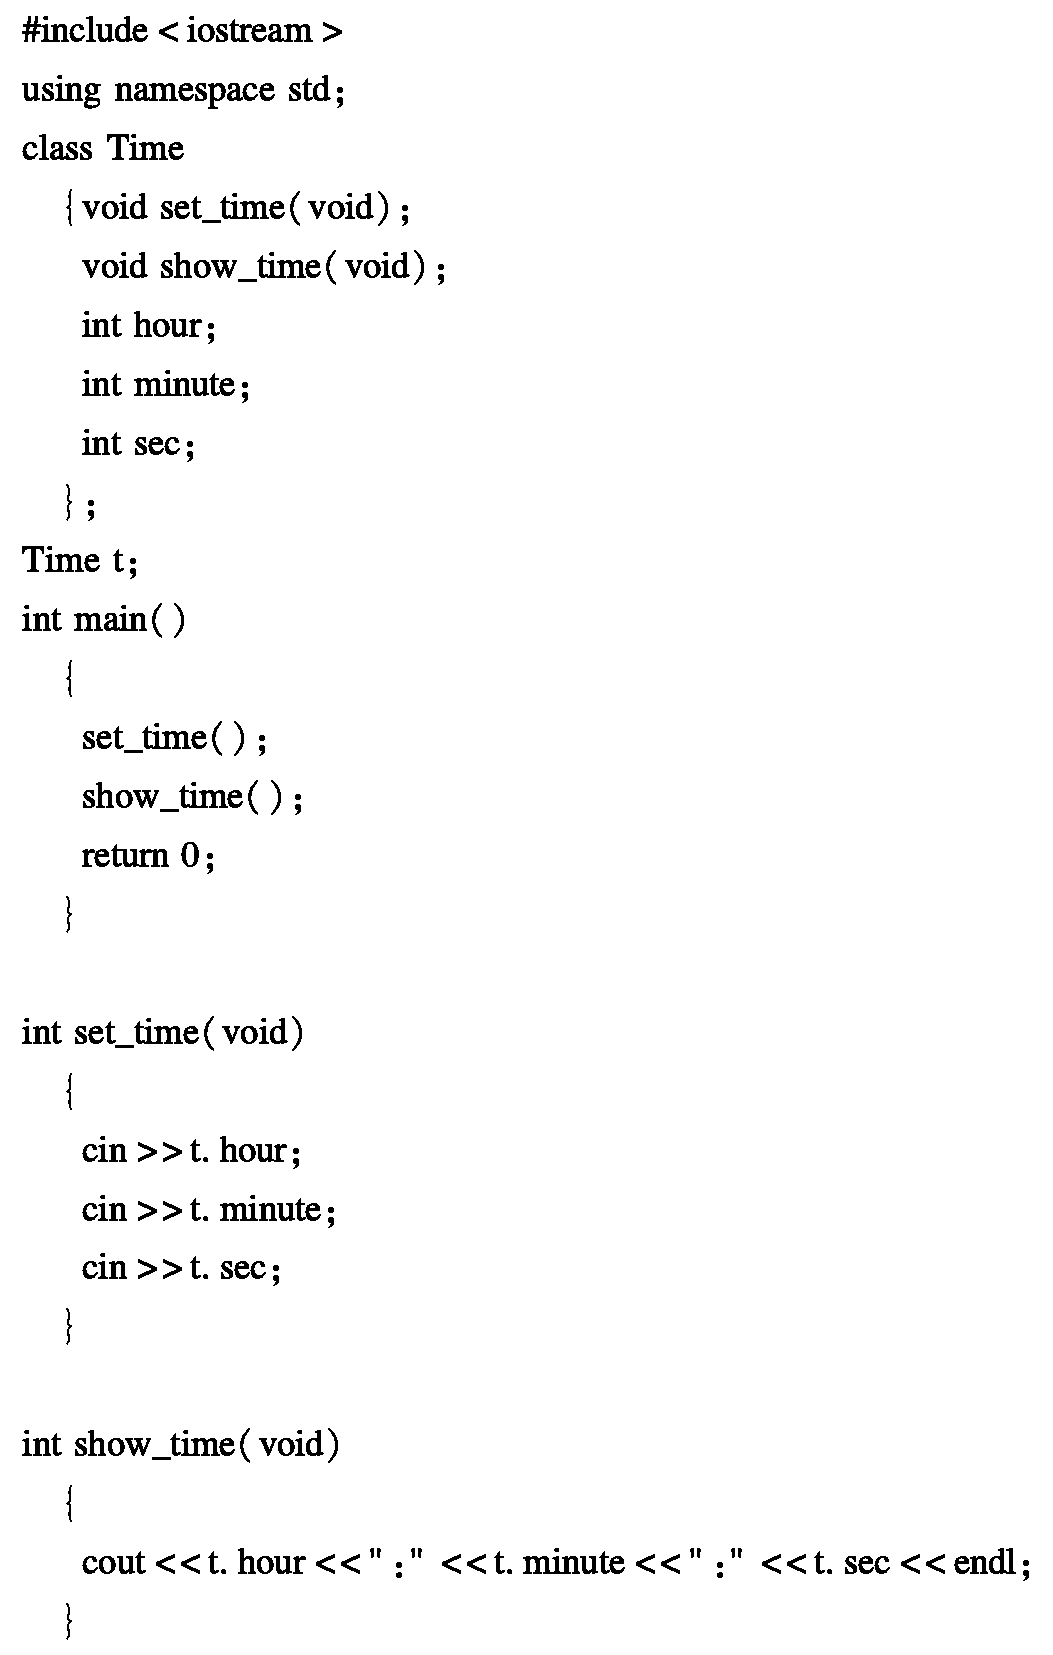 #include < iostream >
using namespace std;
class Time
{void set_time(void);
void show_time(void);
int hour;
int minute;
int sec;
};
Time t;
int main()
{
set_time();
show_time();
return 0;
}
int set_time(void)
{
cin >>t. hour;
cin >>t. minute;
cin >>t. sec;
}
int show_time(void)
{
cout <<t. hour <<" :" <<t. minute <<" :" <<t. sec <<endl;
}